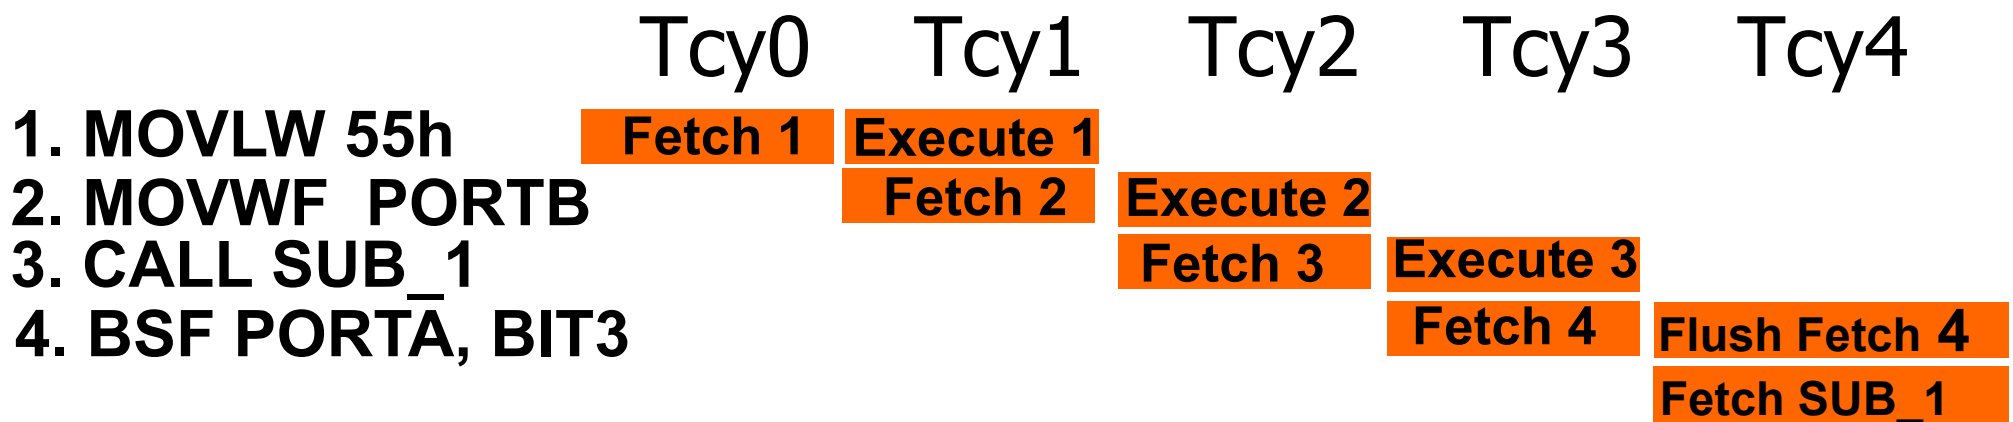 Tcy0 Tcy1 Tcy2 Tcy3 Tcy4
1. MOVLW 55h Fetch 1 Execute 1
2. MOVWF PORTB Fetch 2 Execute 2
3. CALL SUB_1 Fetch 3 Execute 3
4. BSF PORTA, BIT3 Fetch 4 Flush Fetch 4
Fetch SUB_1